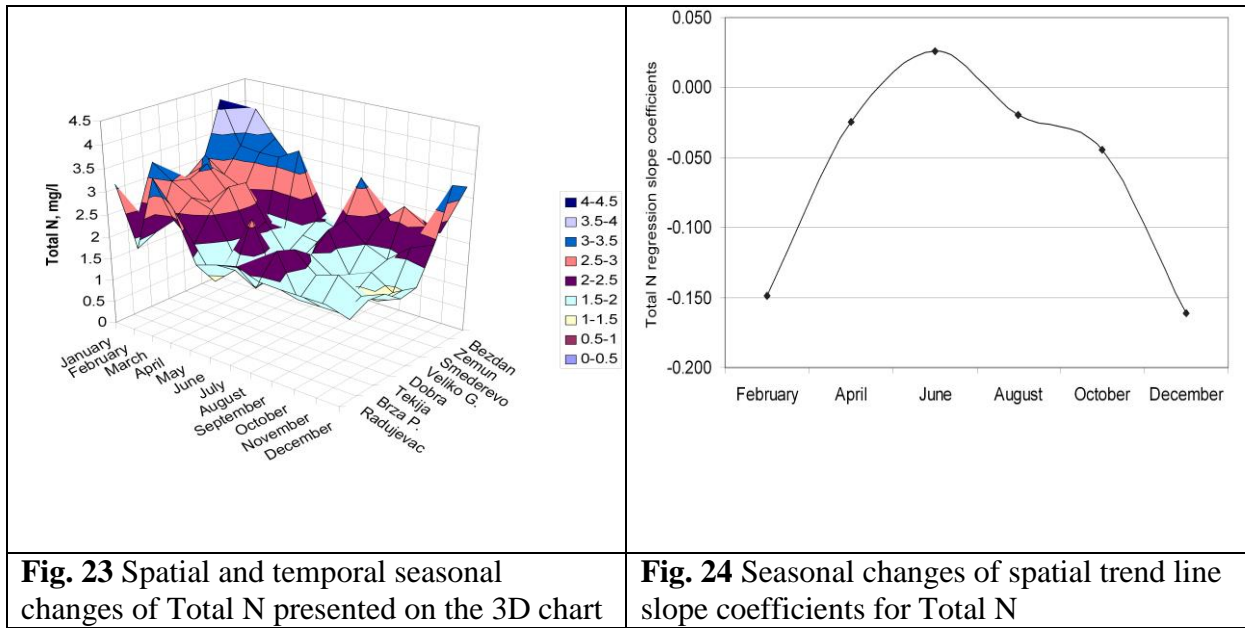 Total N, mg/l
4.5
4
3.5
3
2.5
2
1.5
1
0.5
0
January
February
March
April
May
June
July
August
September
October
November
December
Bezdan
Zemun
Smederevo
Veliko G.
Dobra
Tekija
Brza P.
Radujevac
4-4.5
3.5-4
3-3.5
2.5-3
2-2.5
1.5-2
1-1.5
0.5-1
0-0.5
Fig. 23 Spatial and temporal seasonal
changes of Total N presented on the 3D chart
Total N regression slope coefficients
0.050
0.000
-0.050
-0.100
-0.150
-0.200
February April June August October December
Fig. 24 Seasonal changes of spatial trend line
slope coefficients for Total N